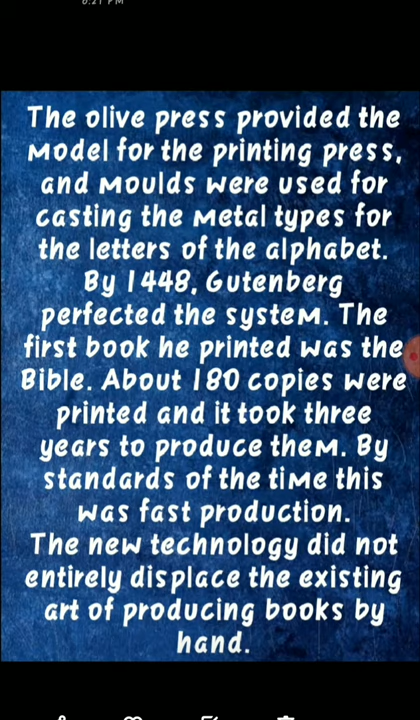 8:27 PM
The olive press provided the
model for the printing press,
and moulds were used for
casting the metal types for
the letters of the alphabet.
By 1448, Gutenberg
perfected the system. The
first book he printed was the
Bible. About 180 copies were
printed and it took three
years to produce them. By
standards of the time this
was fast production.
The new technology did not
entirely displace the existing
art of producing books by
hand.